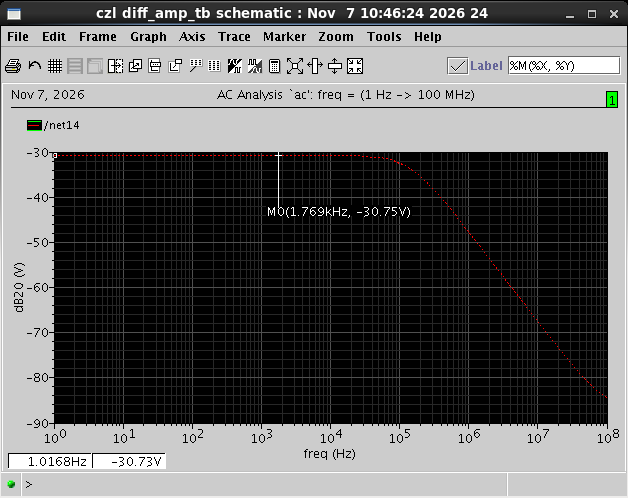 czl diff_amp_tb schematic : Nov 7 10:46:24 2026 24
File Edit Frame Graph Axis Trace Marker Zoom Tools Help
Label %M(%X, %Y)
Nov 7, 2026 AC Analysis `ac': freq = (1 Hz -> 100 MHz) 1
/net14
-30
M0(1.769kHz, -30.75V)
-40
-50
-60
-70
-80
-90
dB20 (V)
10^0 10^1 10^2 10^3 10^4 10^5 10^6 10^7 10^8
freq (Hz)
1.0168Hz -30.73V
>